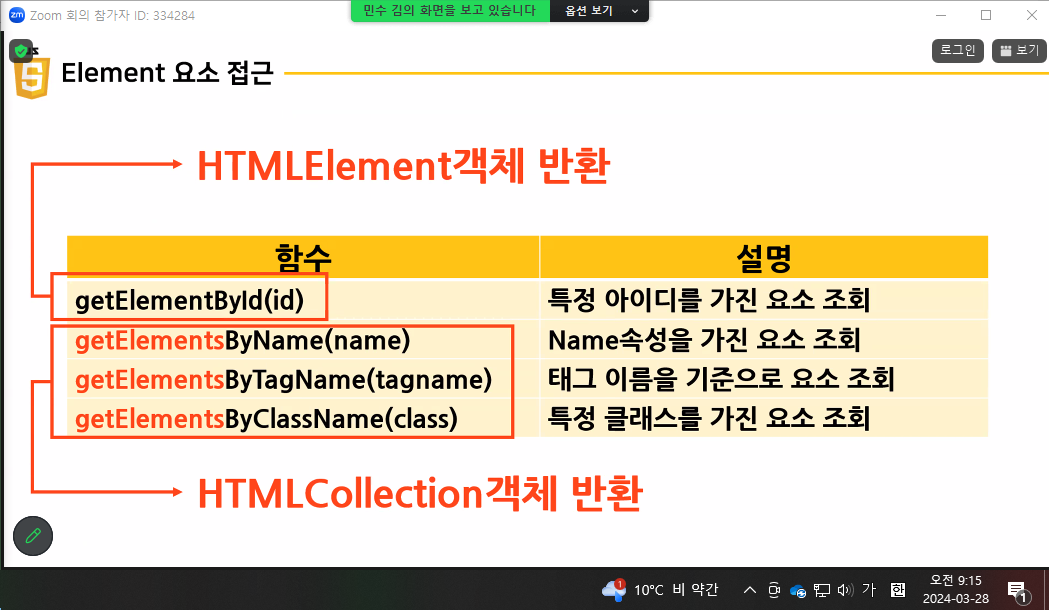 zm Zoom 회의 참가자 ID: 334284
민수 김의 화면을 보고 있습니다
옵션 보기
로그인
보기
Element 요소 접근
HTMLElement객체 반환
함수
설명
getElementById(id)
특정 아이디를 가진 요소 조회
getElementsByName(name)
Name속성을 가진 요소 조회
getElementsByTagName(tagname)
태그 이름을 기준으로 요소 조회
getElementsByClassName(class)
특정 클래스를 가진 요소 조회
HTMLCollection객체 반환
1
10°C 비 약간
가
오전 9:15
2024-03-28
1